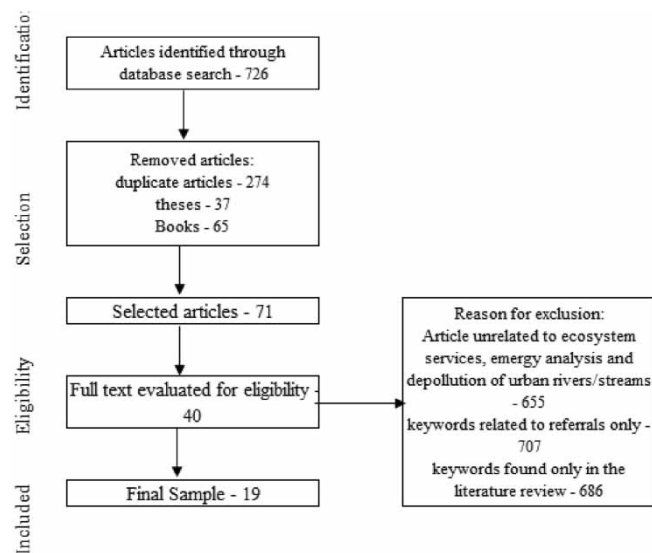 Identificatio:
Articles identified through
database search - 726
Selection
Removed articles:
duplicate articles - 274
theses - 37
Books - 65
Selected articles - 71
Eligibility
Full text evaluated for eligibility -
40
Reason for exclusion:
Article unrelated to ecosystem
services, emergy analysis and
depollution of urban rivers/streams
- 655
keywords related to referrals only -
707
keywords found only in the
literature review - 686
Included
Final Sample - 19